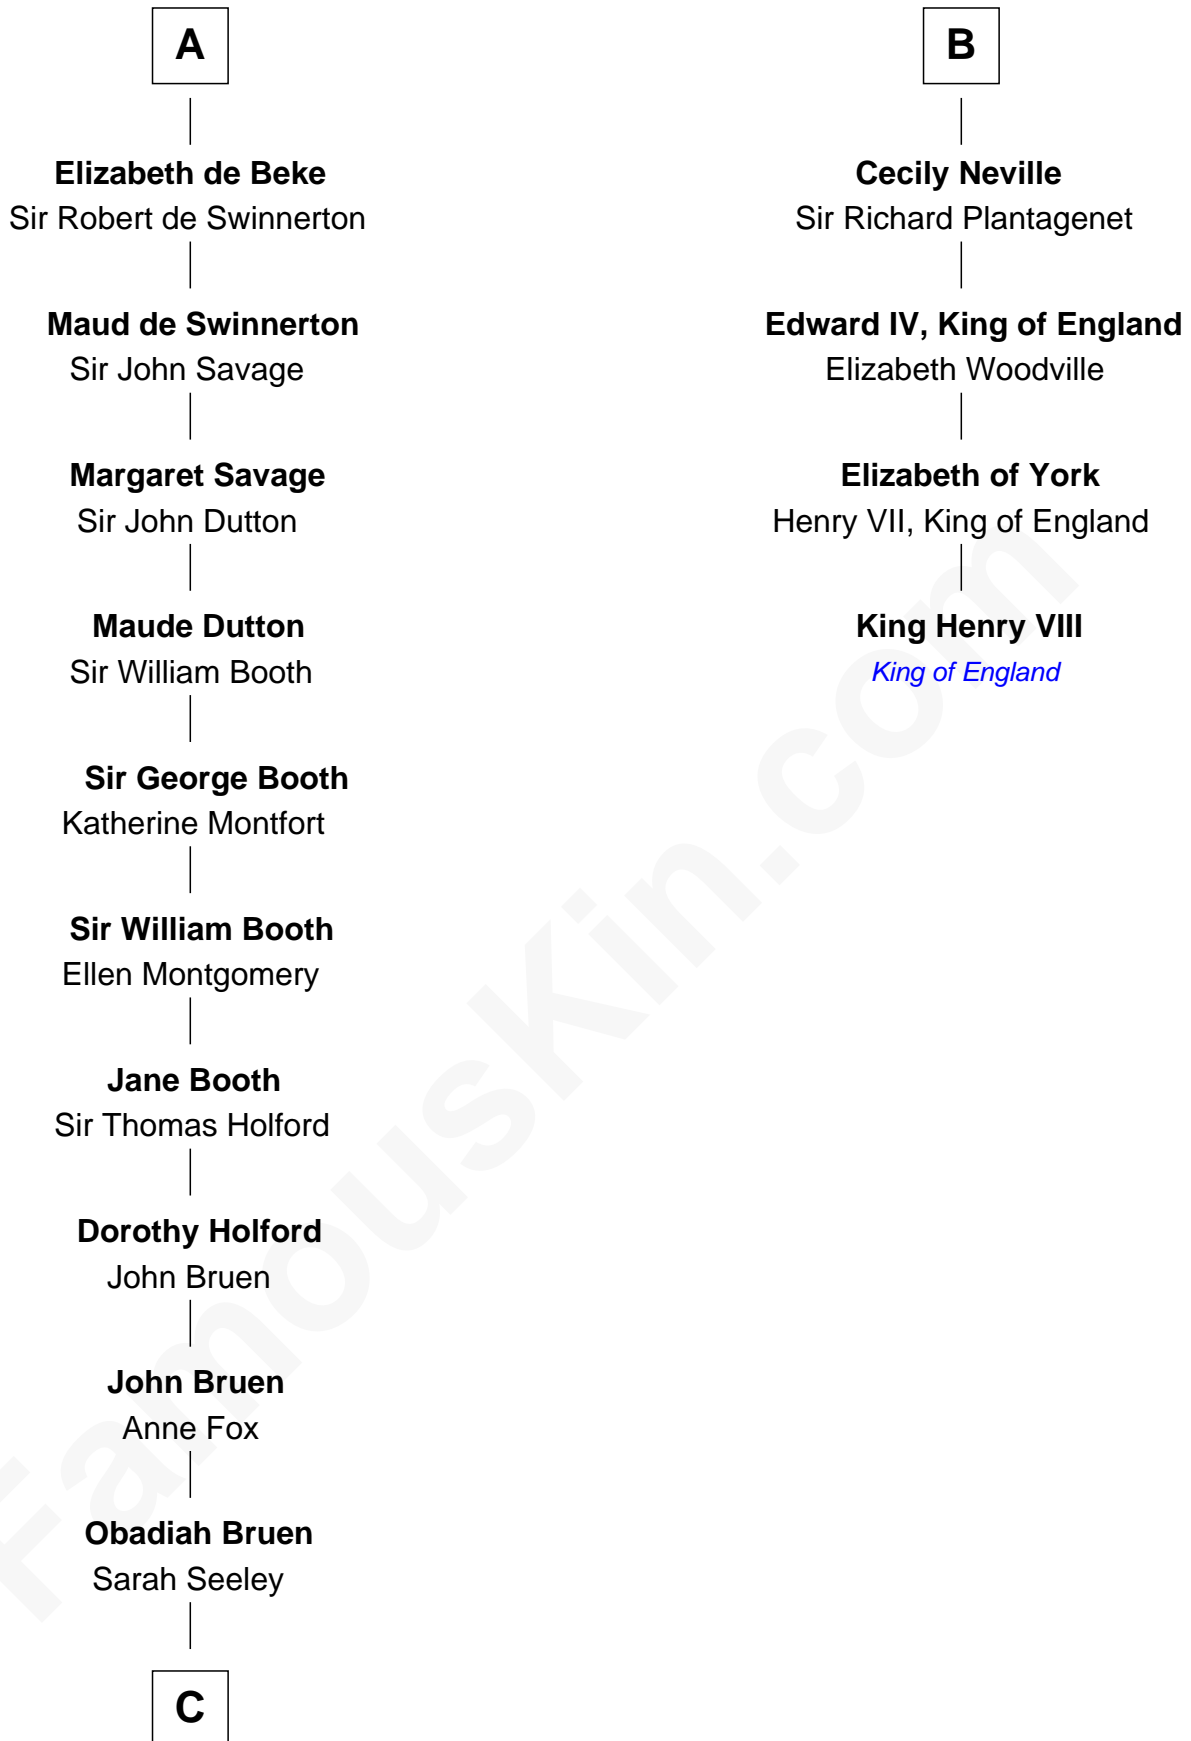 A
Elizabeth de Beke
Sir Robert de Swinnerton
Maud de Swinnerton
Sir John Savage
Margaret Savage
Sir John Dutton
Maude Dutton
Sir William Booth
Sir George Booth
Katherine Montfort
Sir William Booth
Ellen Montgomery
Jane Booth
Sir Thomas Holford
Dorothy Holford
John Bruen
John Bruen
Anne Fox
Obadiah Bruen
Sarah Seeley
C
B
Cecily Neville
Sir Richard Plantagenet
Edward IV, King of England
Elizabeth Woodville
Elizabeth of York
Henry VII, King of England
King Henry VIII
King of England
FamousKin.com